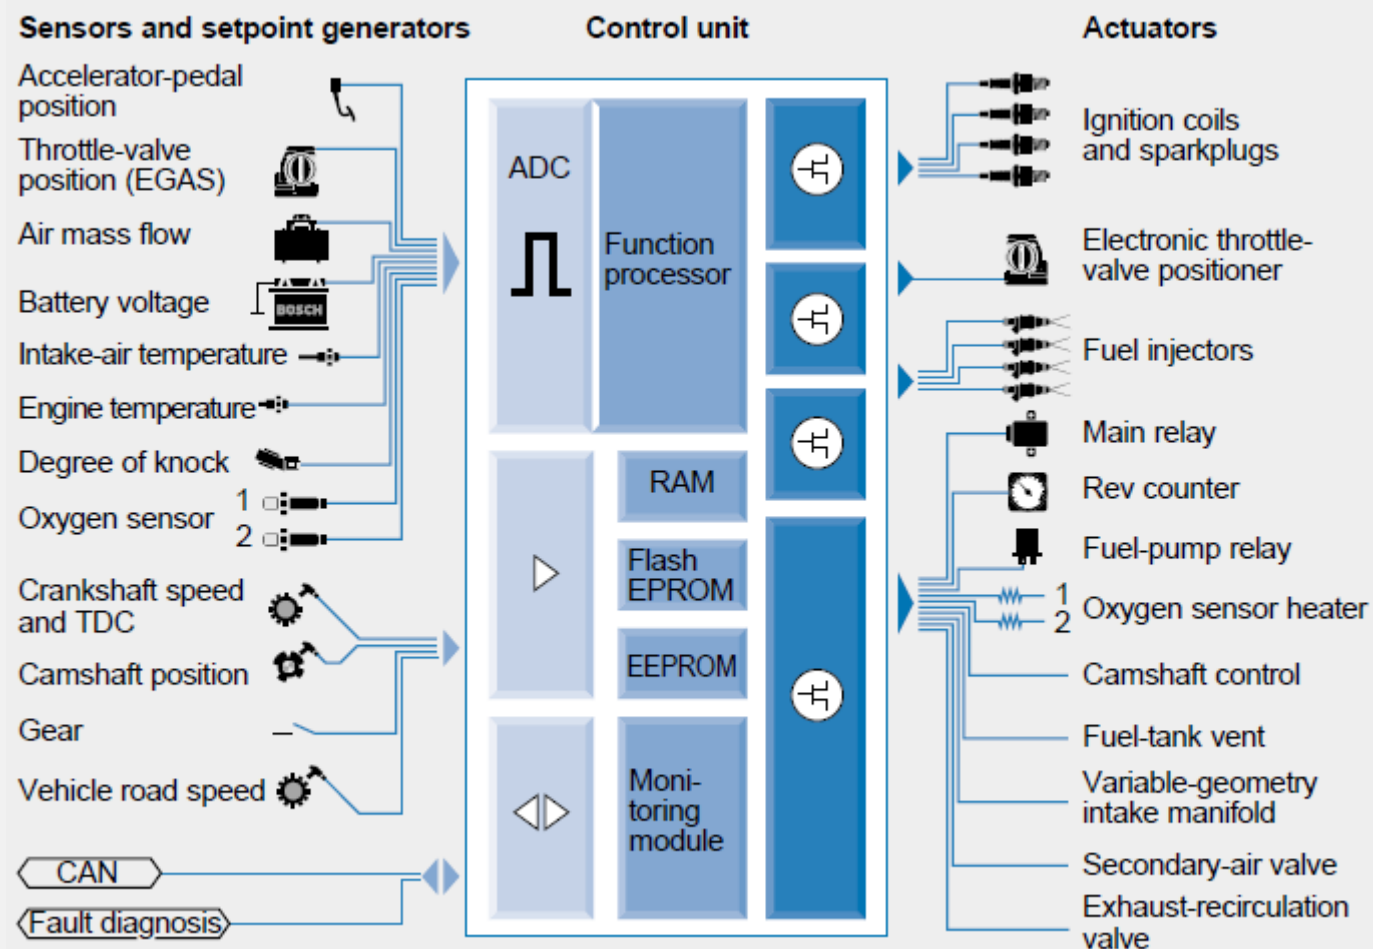 Sensors and setpoint generators
Accelerator-pedal
position
Throttle-valve
position (EGAS)
Air mass flow
Battery voltage
BOSCH
Intake-air temperature
Engine temperature
Degree of knock
Oxygen sensor
1
2
Crankshaft speed
and TDC
Camshaft position
Gear
Vehicle road speed
CAN
Fault diagnosis
Control unit
ADC
Function
processor
RAM
Flash
EPROM
EEPROM
Moni-
toring
module
Actuators
Ignition coils
and sparkplugs
Electronic throttle-
valve positioner
Fuel injectors
Main relay
Rev counter
Fuel-pump relay
1
2
Oxygen sensor heater
Camshaft control
Fuel-tank vent
Variable-geometry
intake manifold
Secondary-air valve
Exhaust-recirculation
valve